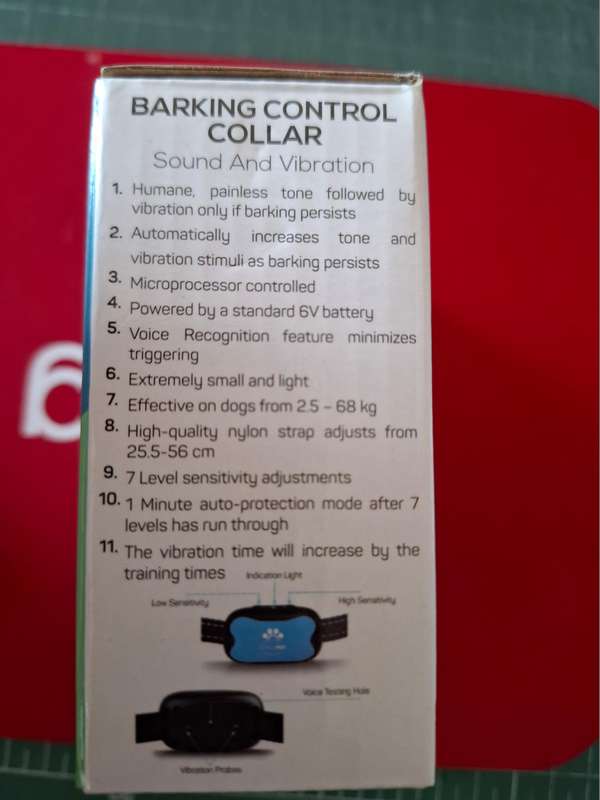 BARKING CONTROL
COLLAR
Sound And Vibration
1. Humane, painless tone followed by
vibration only if barking persists
2. Automatically increases tone and
vibration stimuli as barking persists
3. Microprocessor controlled
4. Powered by a standard 6V battery
5. Voice Recognition feature minimizes
triggering
6. Extremely small and light
7. Effective on dogs from 2.5 – 68 kg
8. High-quality nylon strap adjusts from
25.5-56 cm
9. 7 Level sensitivity adjustments
10. 1 Minute auto-protection mode after 7
levels has run through
11. The vibration time will increase by the
training times
Indication Light
Low Sensitivity
High Sensitivity
Voice Testing Hole
Vibration Probes
g